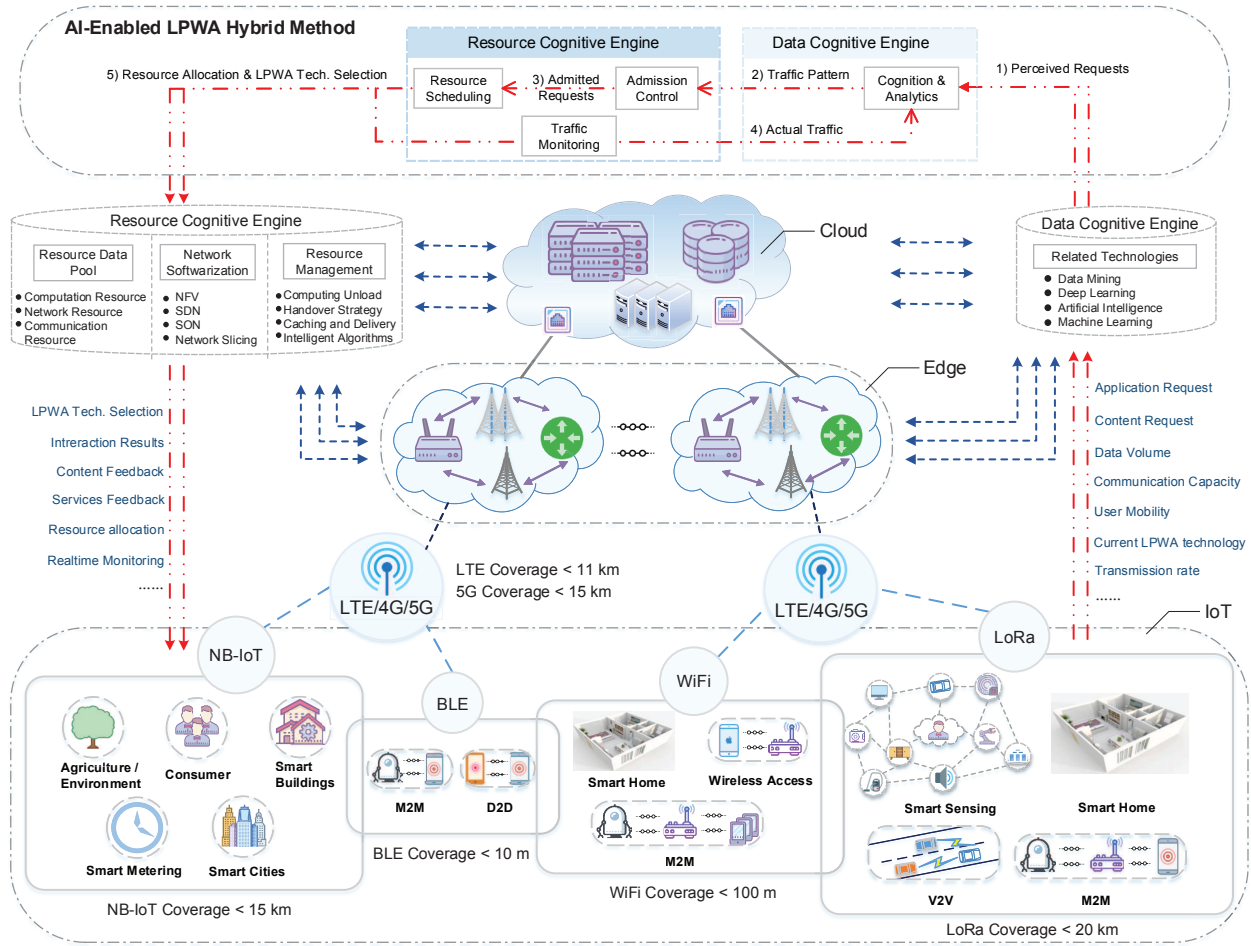 AI-Enabled LPWA Hybrid Method
Resource Cognitive Engine
Data Cognitive Engine
5) Resource Allocation & LPWA Tech. Selection
Resource
Scheduling
3) Admitted
Requests
Admission
Control
2) Traffic Pattern
Cognition &
Analytics
1) Perceived Requests
Traffic
Monitoring
4) Actual Traffic
Resource Cognitive Engine
Resource Data
Pool
Network
Softwarization
Resource
Management
Computation Resource
Network Resource
Communication
Resource
NFV
SDN
SON
Network Slicing
Computing Unload
Handover Strategy
Caching and Delivery
Intelligent Algorithms
Cloud
Data Cognitive Engine
Related Technologies
Data Mining
Deep Learning
Artificial Intelligence
Machine Learning
Edge
LPWA Tech. Selection
Intreraction Results
Content Feedback
Services Feedback
Resource allocation
Realtime Monitoring
......
Application Request
Content Request
Data Volume
Communication Capacity
User Mobility
Current LPWA technology
Transmission rate
......
LTE/4G/5G
LTE Coverage < 11 km
5G Coverage < 15 km
LTE/4G/5G
IoT
NB-IoT
BLE
WiFi
LoRa
Agriculture /
Environment
Consumer
Smart
Buildings
Smart Metering
Smart Cities
NB-IoT Coverage < 15 km
M2M
D2D
BLE Coverage < 10 m
Smart Home
Wireless Access
M2M
WiFi Coverage < 100 m
Smart Sensing
Smart Home
V2V
M2M
LoRa Coverage < 20 km